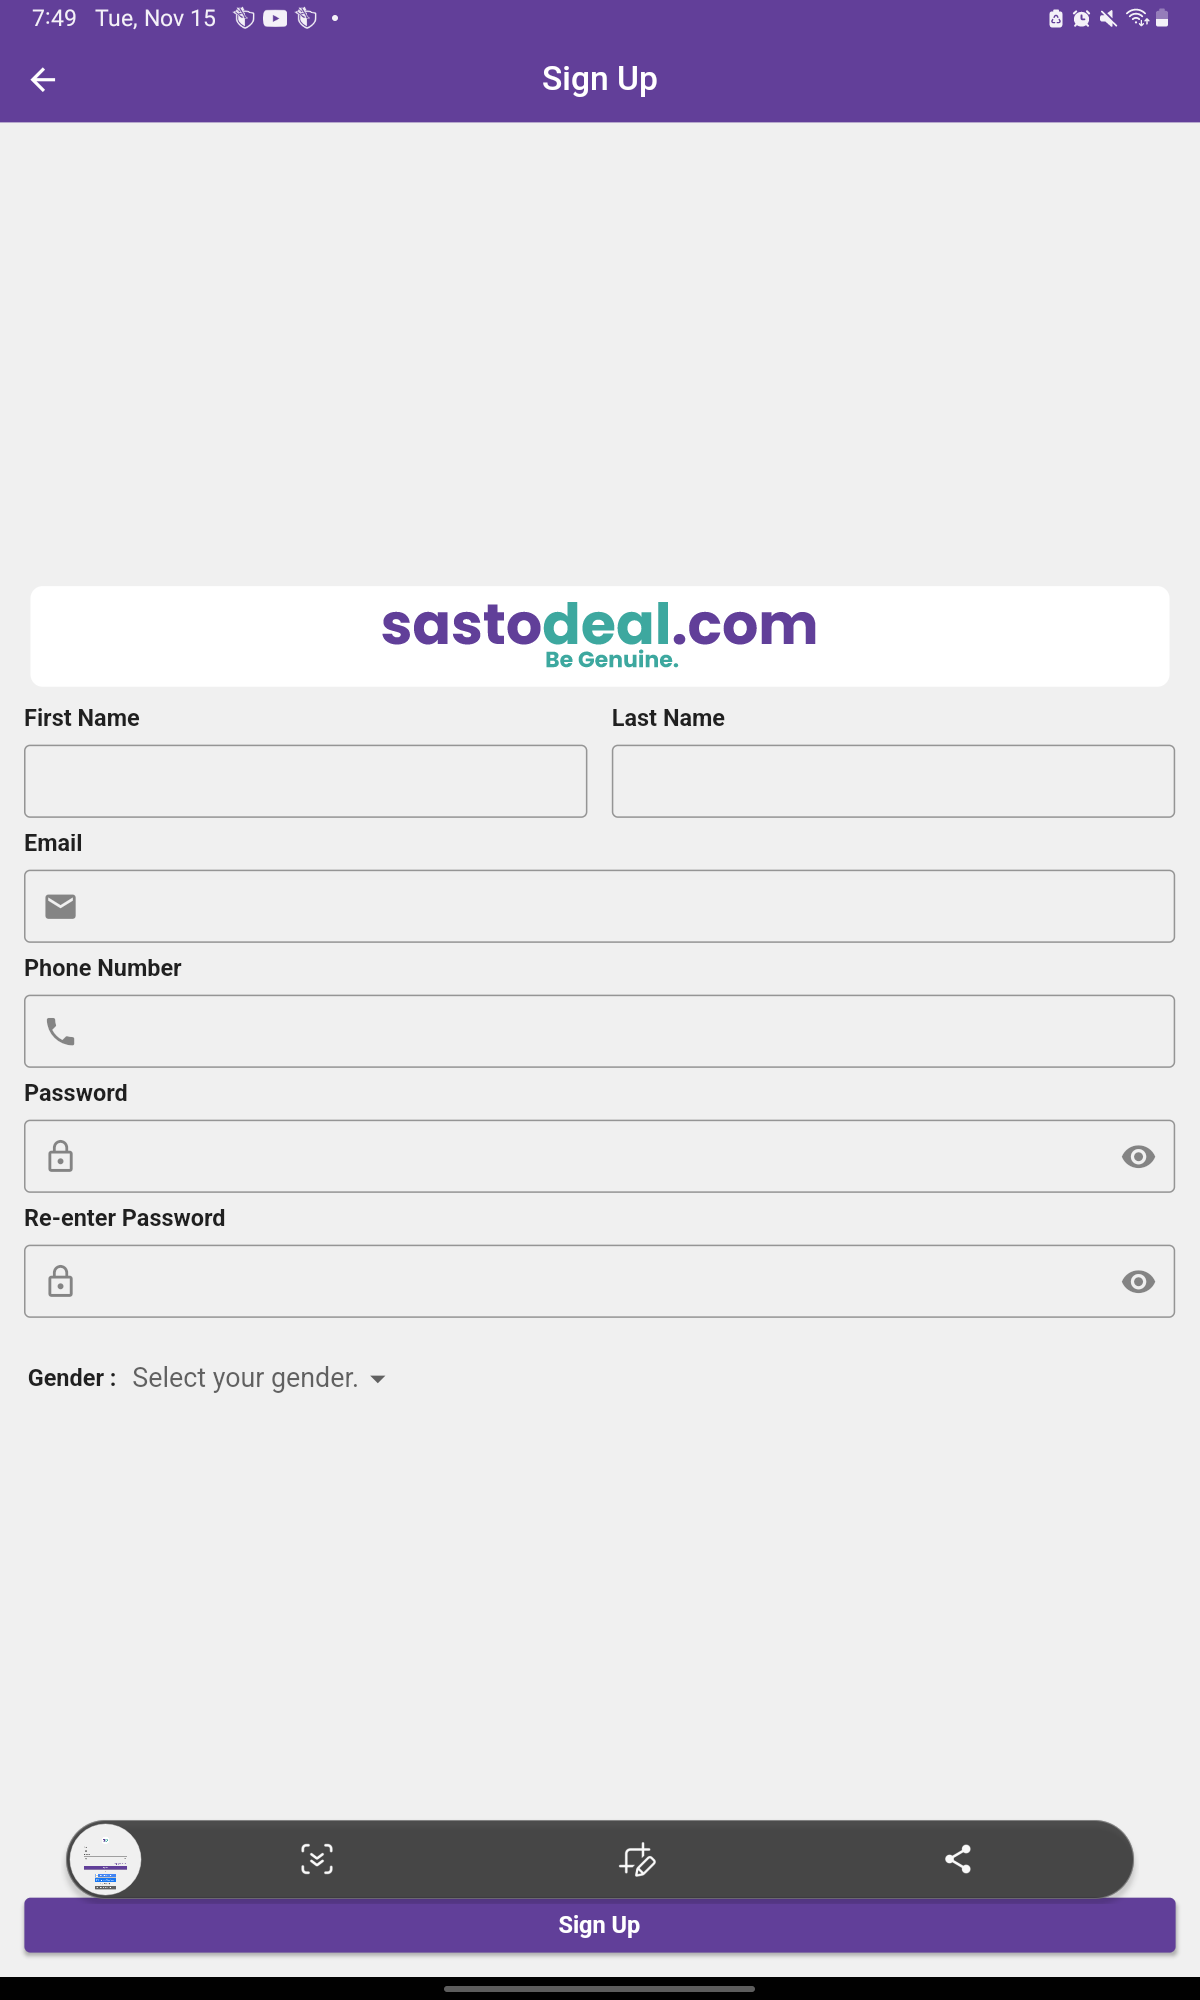 7:49 Tue, Nov 15
Sign Up
sastodeal.com
Be Genuine.
First Name Last Name
Email
Phone Number
Password
Re-enter Password
Gender : Select your gender.
Sign Up